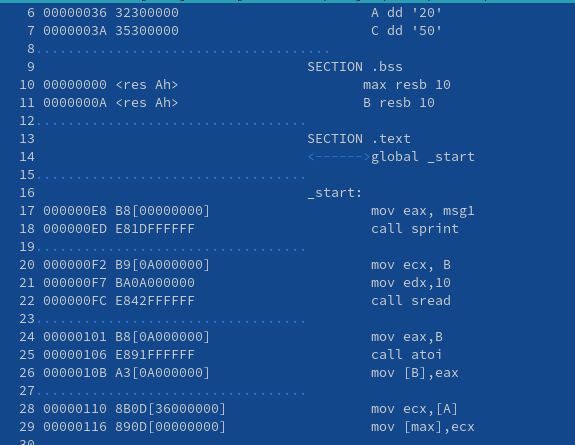 6 00000036 32300000 A dd '20'
7 0000003A 35300000 C dd '50'
8
9 SECTION .bss
10 00000000 <res Ah> max resb 10
11 0000000A <res Ah> B resb 10
12
13 SECTION .text
14 <------>global _start
15
16 _start:
17 000000E8 B8[00000000] mov eax, msg1
18 000000ED E81DFFFFFF call sprint
19
20 000000F2 B9[0A000000] mov ecx, B
21 000000F7 BA0A000000 mov edx,10
22 000000FC E842FFFFFF call sread
23
24 00000101 B8[0A000000] mov eax,B
25 00000106 E891FFFFFF call atoi
26 0000010B A3[0A000000] mov [B],eax
27
28 00000110 8B0D[36000000] mov ecx,[A]
29 00000116 890D[00000000] mov [max],ecx